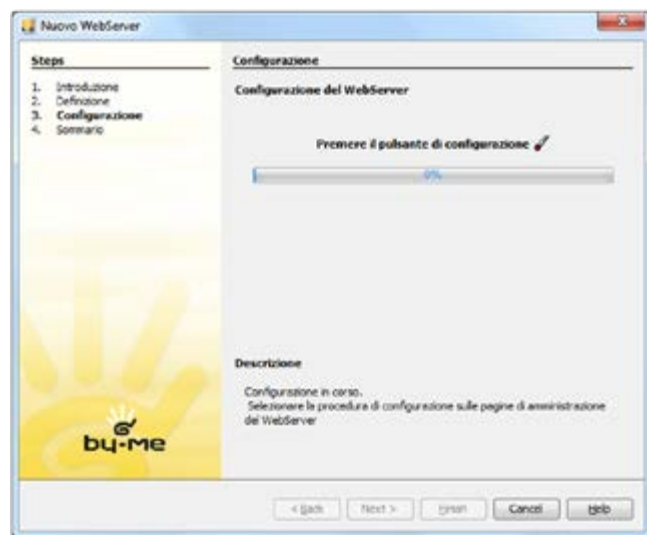 Nuovo WebServer
Steps
1. Introduzione
2. Definizione
3. Configurazione
4. Sommario
Configurazione
Configurazione del WebServer
Premere il pulsante di configurazione
0%
Descrizione
Configurazione in corso.
Selezionare la procedura di configurazione sulle pagine di amministrazione
del WebServer
by-me
< Back
Next >
Finish
Cancel
Help